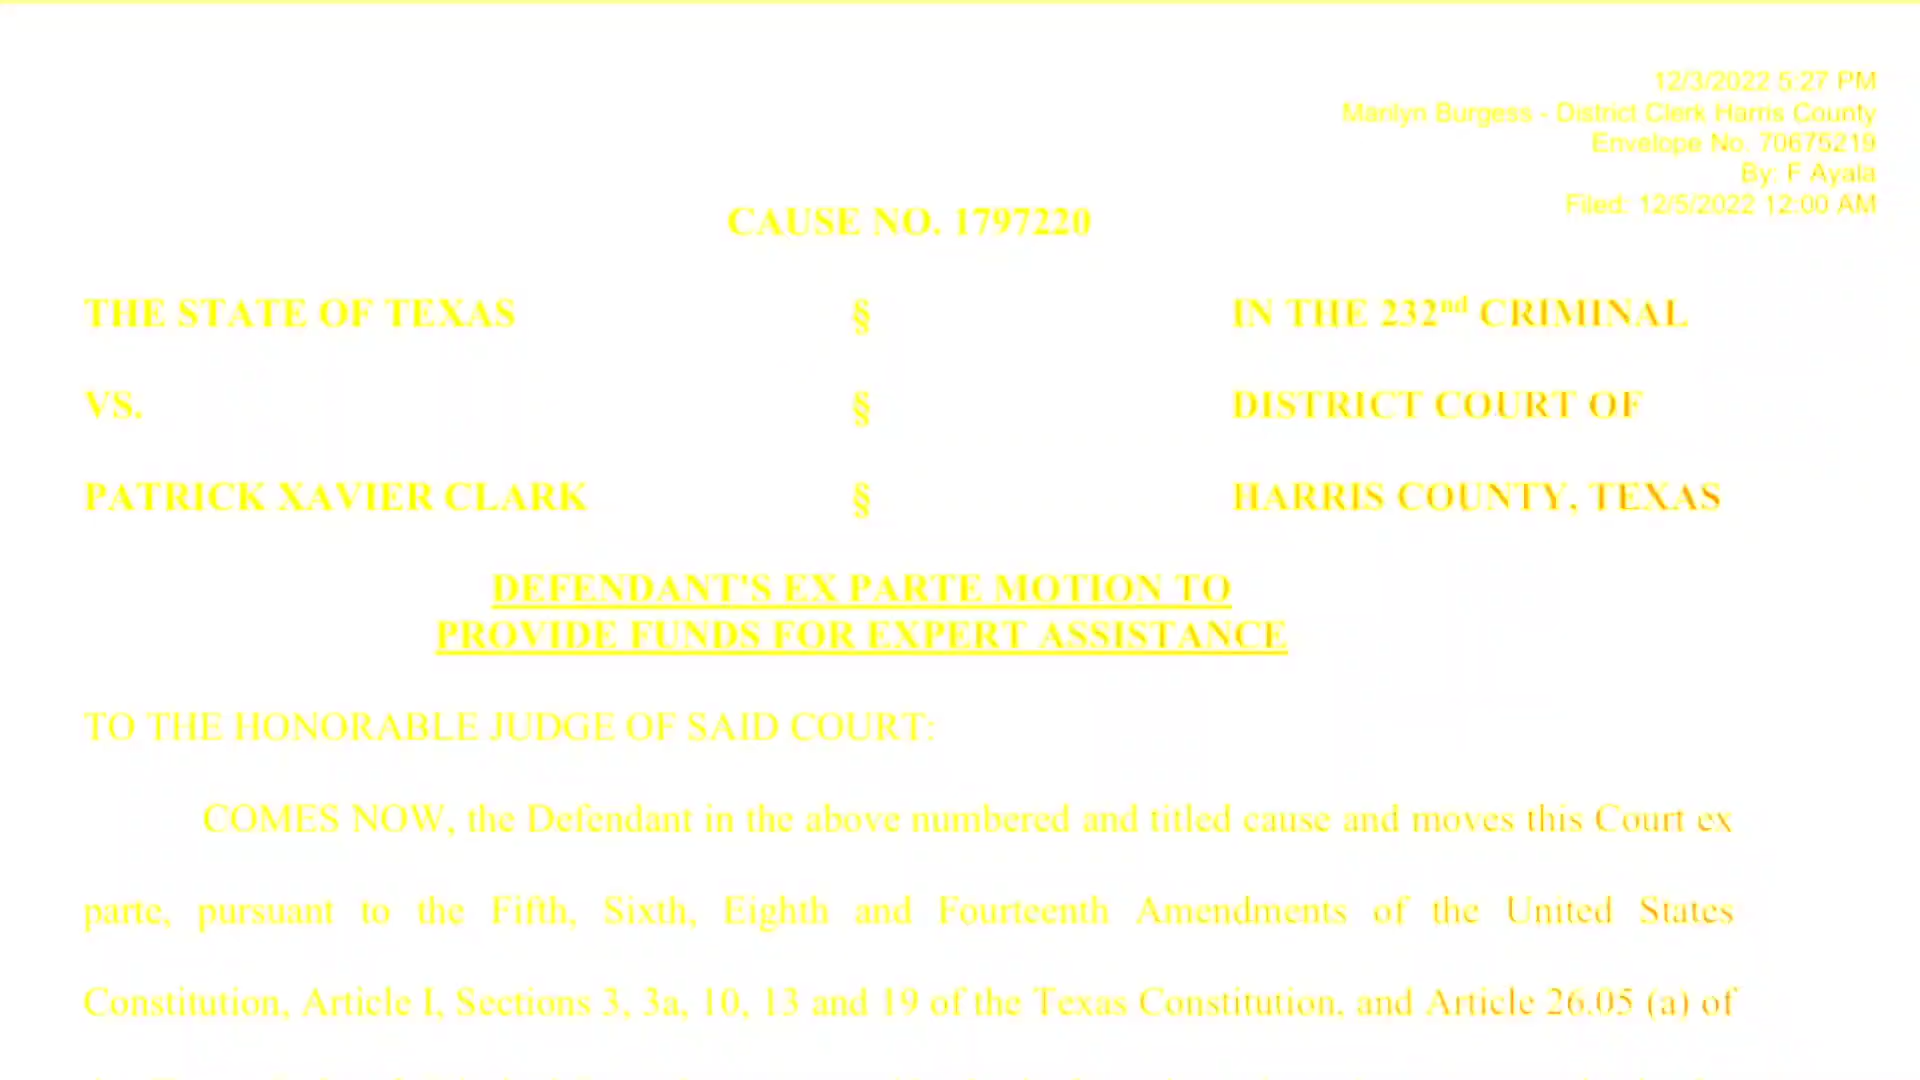 12/3/2022 5:27 PM
Marilyn Burgess - District Clerk Harris County
Envelope No. 70675219
By: F Ayala
Filed: 12/5/2022 12:00 AM
CAUSE NO. 1797220
THE STATE OF TEXAS § IN THE 232nd CRIMINAL
VS. § DISTRICT COURT OF
PATRICK XAVIER CLARK § HARRIS COUNTY, TEXAS
DEFENDANT'S EX PARTE MOTION TO
PROVIDE FUNDS FOR EXPERT ASSISTANCE
TO THE HONORABLE JUDGE OF SAID COURT:
COMES NOW, the Defendant in the above numbered and titled cause and moves this Court ex
parte, pursuant to the Fifth, Sixth, Eighth and Fourteenth Amendments of the United States
Constitution, Article I, Sections 3, 3a, 10, 13 and 19 of the Texas Constitution, and Article 26.05 (a) of